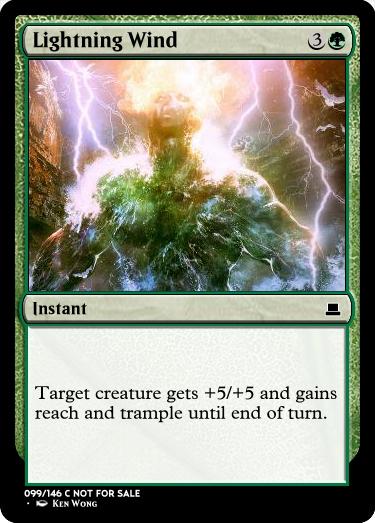 Lightning Wind 3
Instant
Target creature gets +5/+5 and gains
reach and trample until end of turn.
099/146 C NOT FOR SALE
· Ken Wong